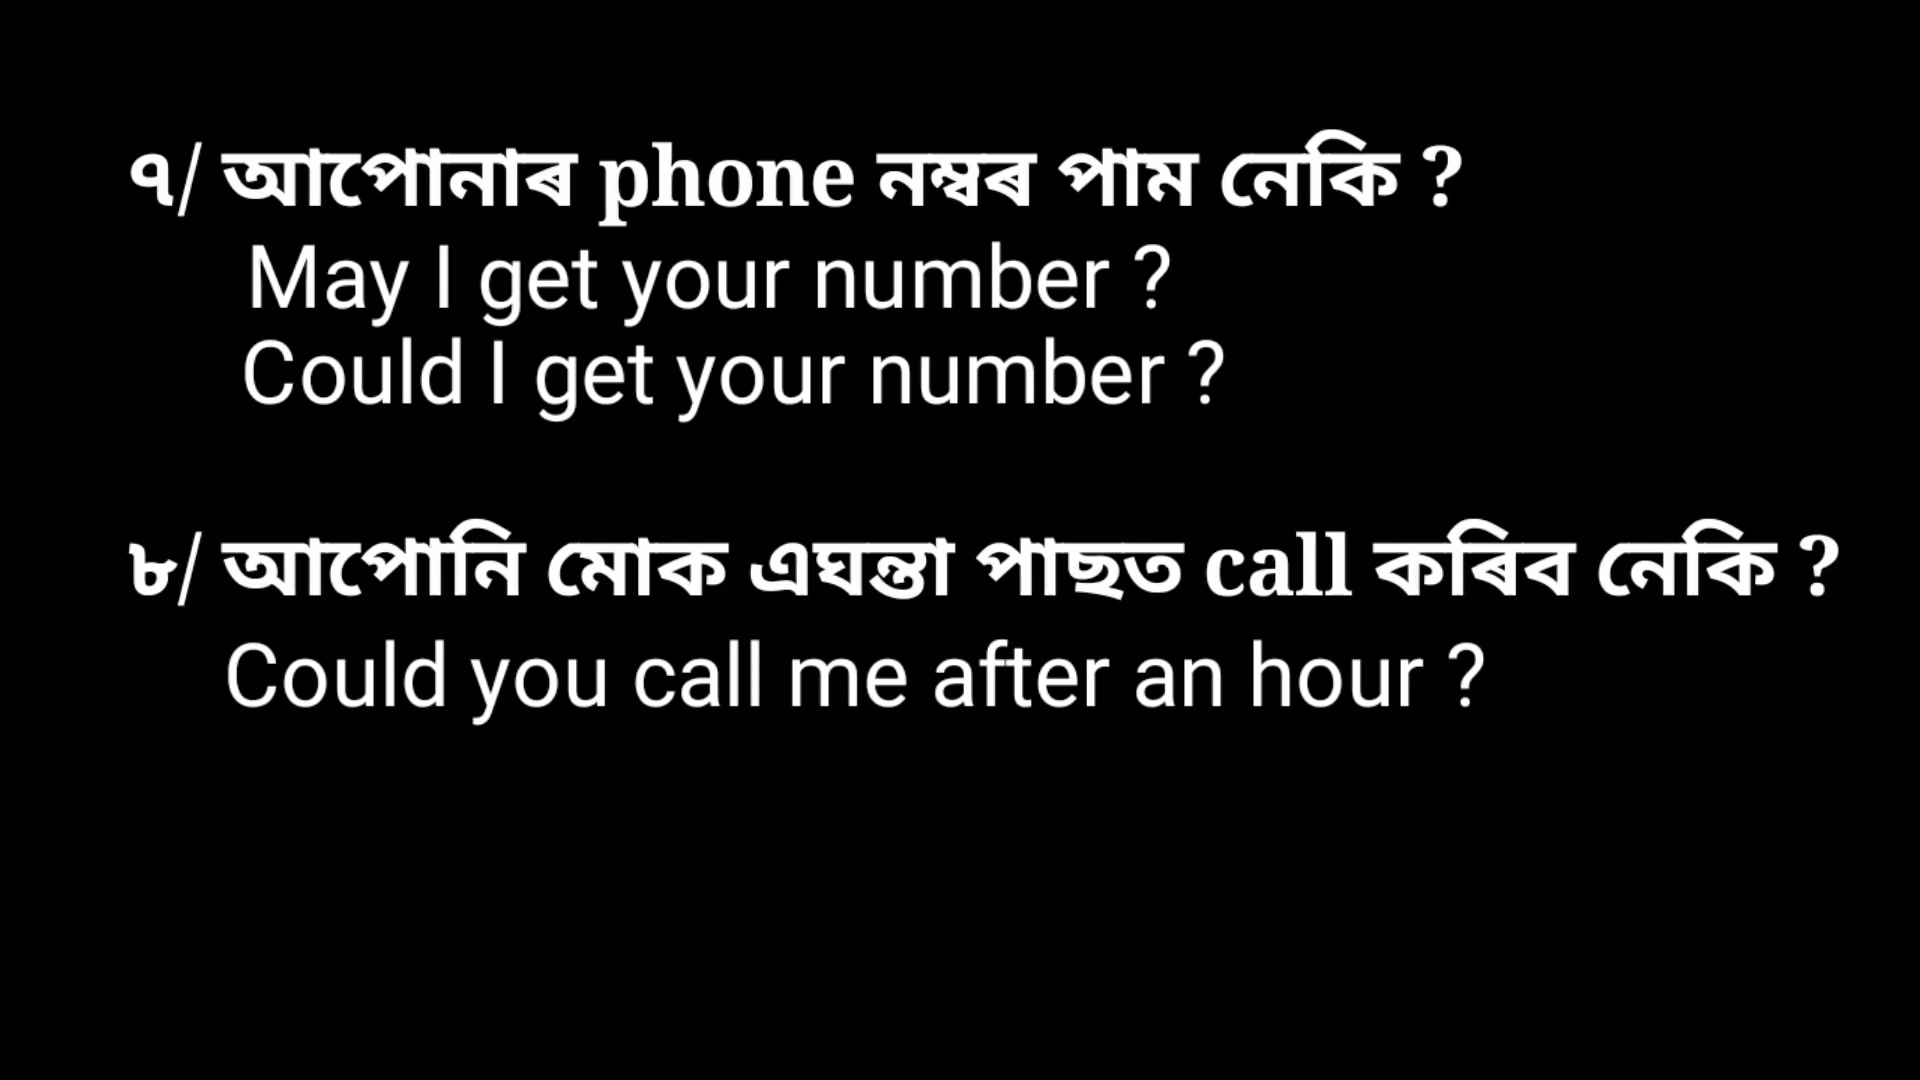 ৭/ আপোনাৰ phone নম্বৰ পাম নেকি ?
May I get your number ?
Could I get your number ?
৮/ আপোনি মোক এঘন্তা পাছত call কৰিব নেকি ?
Could you call me after an hour ?